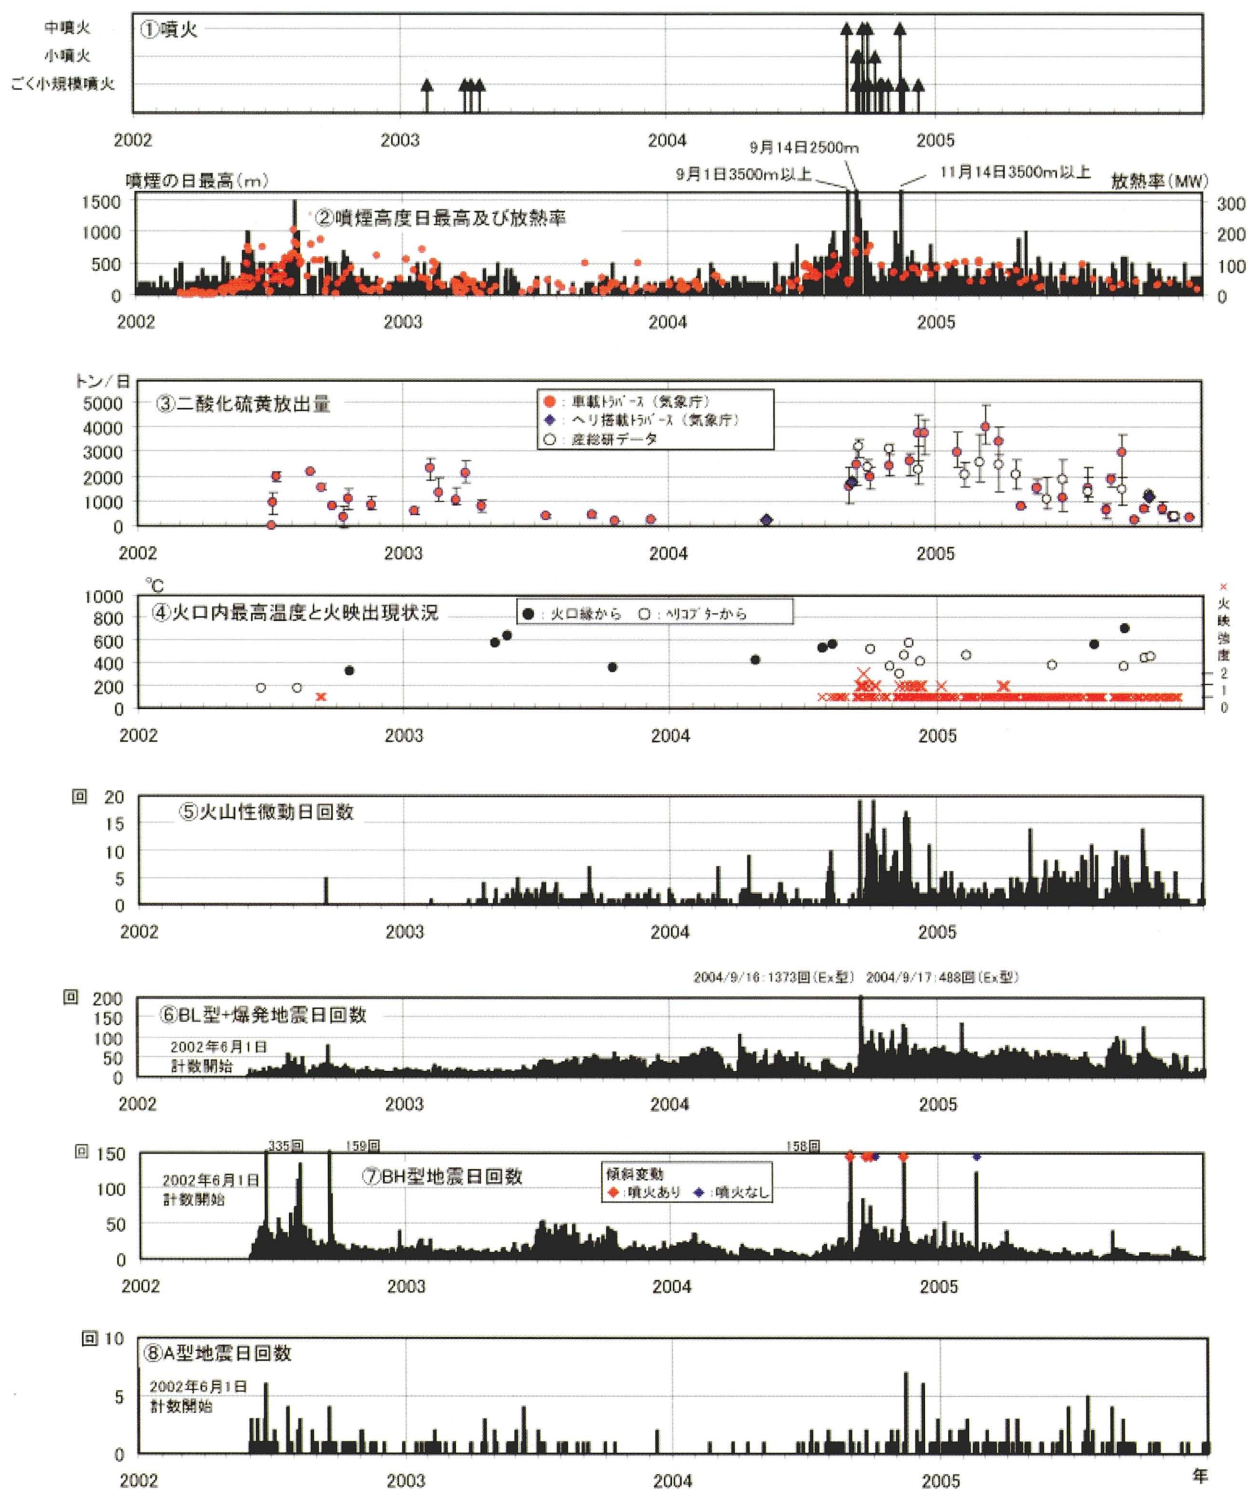 中噴火
小噴火
ごく小規模噴火
①噴火
2002 2003 2004 2005
9月14日2500m
9月1日3500m以上
11月14日3500m以上
噴煙の日最高(m)
放熱率(MW)
②噴煙高度日最高及び放熱率
1500
1000
500
0
300
200
100
0
2002 2003 2004 2005
トン/日
③二酸化硫黄放出量
5000
4000
3000
2000
1000
0
●:車載トラバース(気象庁)
◆:ヘリ搭載トラバース(気象庁)
○:産総研データ
2002 2003 2004 2005
℃
④火口内最高温度と火映出現状況
●:火口縁から ○:ヘリコプターから
1000
800
600
400
200
0
×火映強度
2
1
0
2002 2003 2004 2005
回
⑤火山性微動日回数
20
15
10
5
0
2002 2003 2004 2005
2004/9/16:1373回(Ex型) 2004/9/17:488回(Ex型)
回
⑥BL型+爆発地震日回数
2002年6月1日
計数開始
200
150
100
50
0
2002 2003 2004 2005
回
335回 159回 158回
⑦BH型地震日回数
2002年6月1日
計数開始
傾斜変動
◆:噴火あり ◆:噴火なし
150
100
50
0
2002 2003 2004 2005
回
⑧A型地震日回数
2002年6月1日
計数開始
10
5
0
2002 2003 2004 2005 年